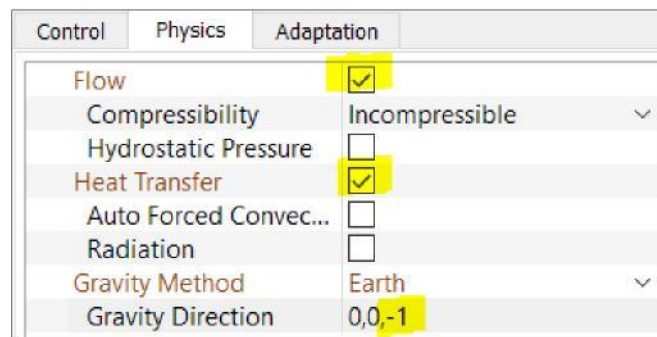 Control Physics Adaptation
Flow
Compressibility Incompressible
Hydrostatic Pressure
Heat Transfer
Auto Forced Convec...
Radiation
Gravity Method Earth
Gravity Direction 0,0,-1